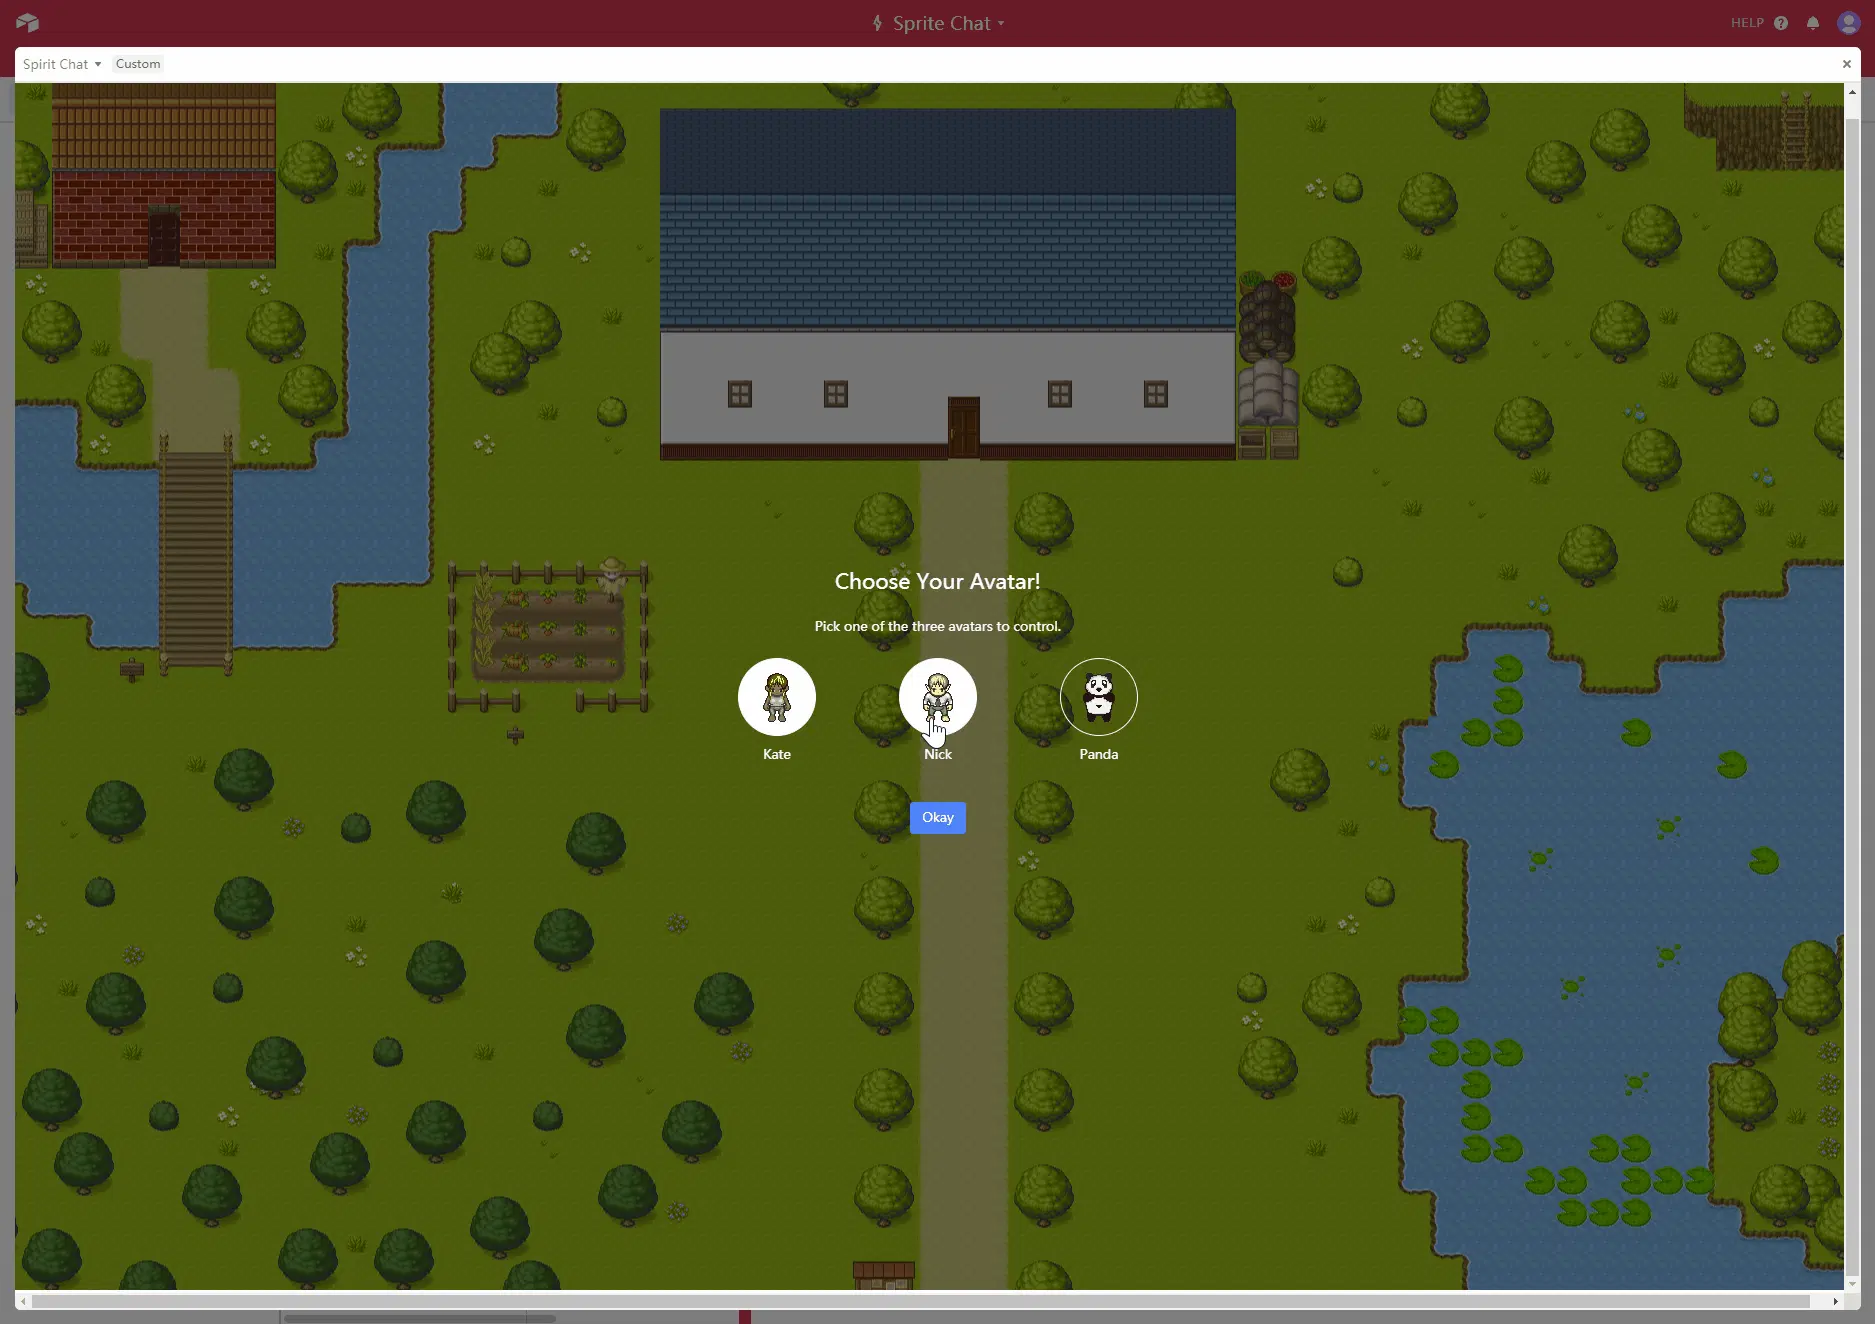 Sprite Chat
HELP
Spirit Chat
Custom
Choose Your Avatar!
Pick one of the three avatars to control.
Kate
Nick
Panda
Okay